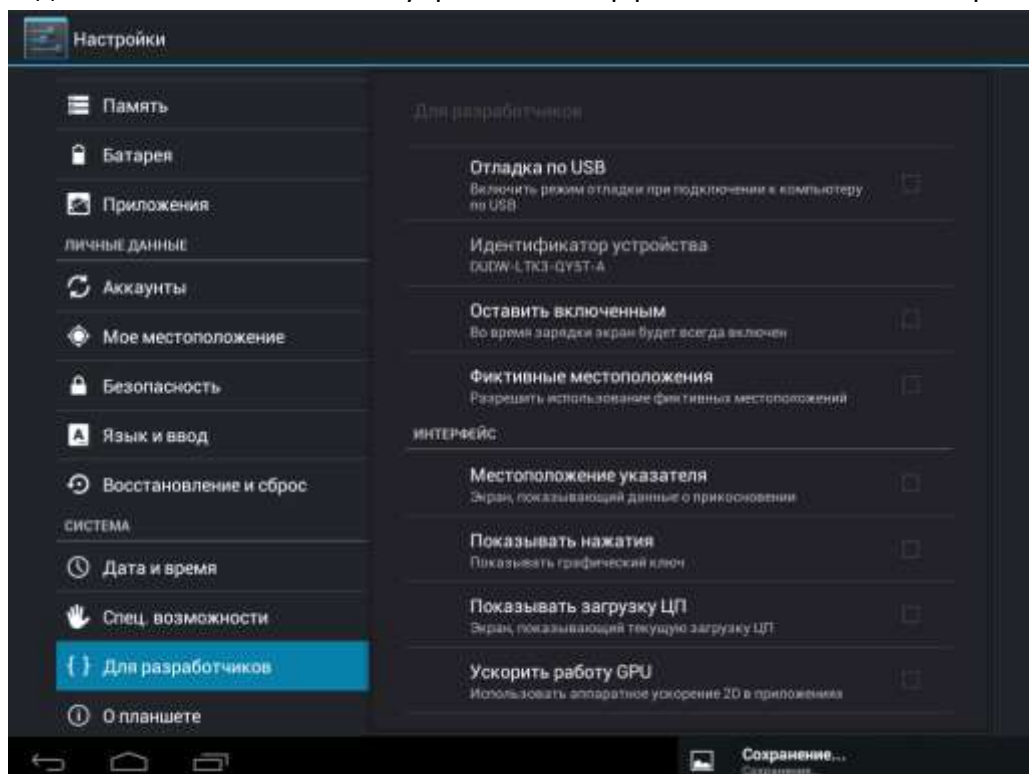 Настройки
Память
Батарея
Приложения
ЛИЧНЫЕ ДАННЫЕ
Аккаунты
Мое местоположение
Безопасность
Язык и ввод
Восстановление и сброс
СИСТЕМА
Дата и время
Спец. возможности
Для разработчиков
О планшете
Для разработчиков
Отладка по USB
Включить режим отладки при подключении к компьютеру
по USB
Идентификатор устройства
Оставить включенным
Во время зарядки экран будет всегда включен
Фиктивные местоположения
Разрешить использование фиктивных местоположений
ИНТЕРФЕЙС
Местоположение указателя
Экран, показывающий данные о прикосновении
Показывать нажатия
Показывать графический ключ
Показывать загрузку ЦП
Экран, показывающий текущую загрузку ЦП
Ускорить работу GPU
Использовать аппаратное ускорение 2D в приложениях
Сохранение...